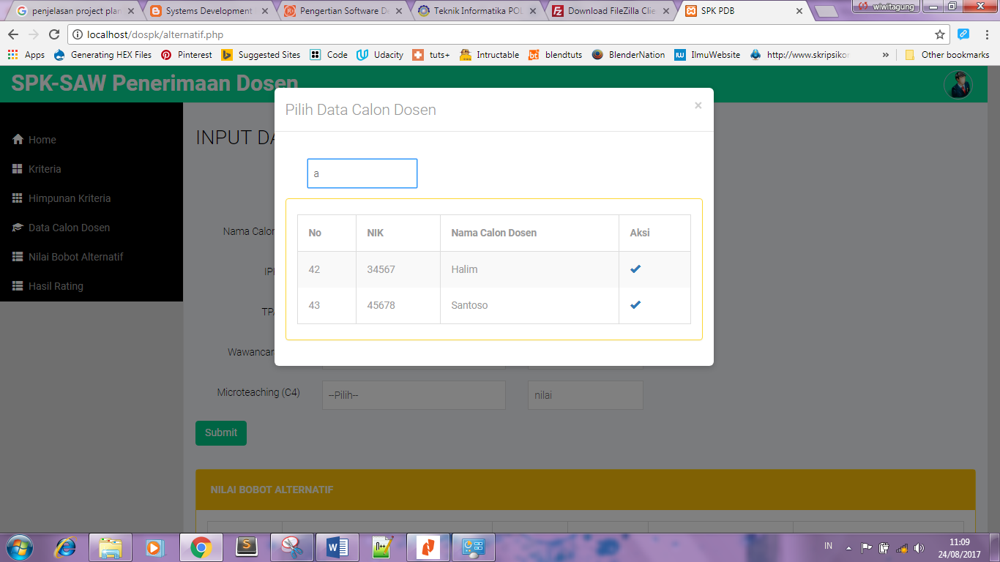 penjelasan project plan
Systems Development
Pengertian Software De
Teknik Informatika POL
Download FileZilla Clie
SPK PDB
wiwitagung
localhost/dospk/alternatif.php
Apps
Generating HEX Files
Pinterest
Suggested Sites
Code
Udacity
tuts+
Intructable
blendtuts
BlenderNation
IlmuWebsite
http://www.skripsiko
»
Other bookmarks
SPK-SAW Penerimaan Dosen
Home
Kriteria
Himpunan Kriteria
Data Calon Dosen
Nilai Bobot Alternatif
Hasil Rating
INPUT DA
Pilih Data Calon Dosen
×
a
No NIK Nama Calon Dosen Aksi
42 34567 Halim
43 45678 Santoso
Nama Calon
IP
TPA
Wawancar
Microteaching (C4) --Pilih-- nilai
Submit
NILAI BOBOT ALTERNATIF
IN
11:09
24/08/2017